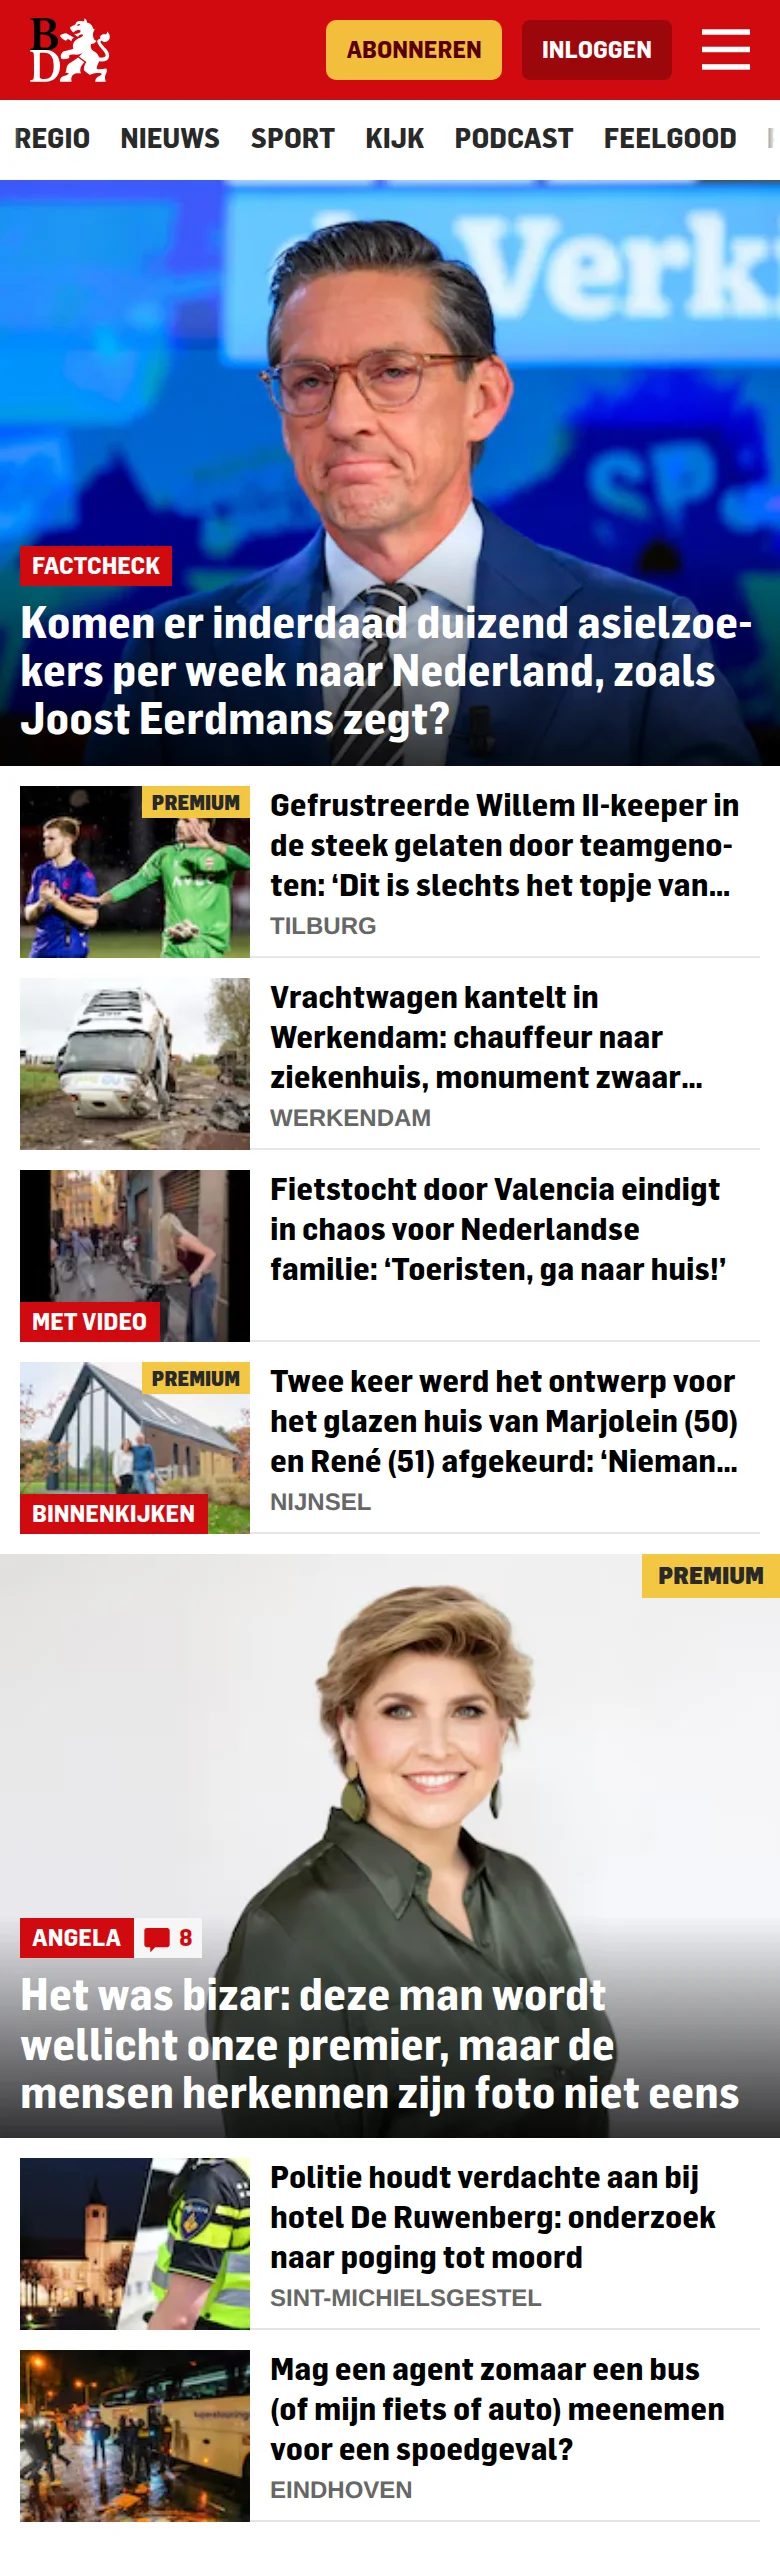 B
D
ABONNEREN
INLOGGEN
REGIO NIEUWS SPORT KIJK PODCAST FEELGOOD
Verki
FACTCHECK
Komen er inderdaad duizend asielzoe-
kers per week naar Nederland, zoals
Joost Eerdmans zegt?
PREMIUM
Gefrustreerde Willem II-keeper in
de steek gelaten door teamgeno-
ten: ‘Dit is slechts het topje van...
TILBURG
Vrachtwagen kantelt in
Werkendam: chauffeur naar
ziekenhuis, monument zwaar...
WERKENDAM
MET VIDEO
Fietstocht door Valencia eindigt
in chaos voor Nederlandse
familie: ‘Toeristen, ga naar huis!’
PREMIUM
BINNENKIJKEN
Twee keer werd het ontwerp voor
het glazen huis van Marjolein (50)
en René (51) afgekeurd: ‘Nieman...
NIJNSEL
PREMIUM
ANGELA
8
Het was bizar: deze man wordt
wellicht onze premier, maar de
mensen herkennen zijn foto niet eens
Politie houdt verdachte aan bij
hotel De Ruwenberg: onderzoek
naar poging tot moord
SINT-MICHIELSGESTEL
Mag een agent zomaar een bus
(of mijn fiets of auto) meenemen
voor een spoedgeval?
EINDHOVEN